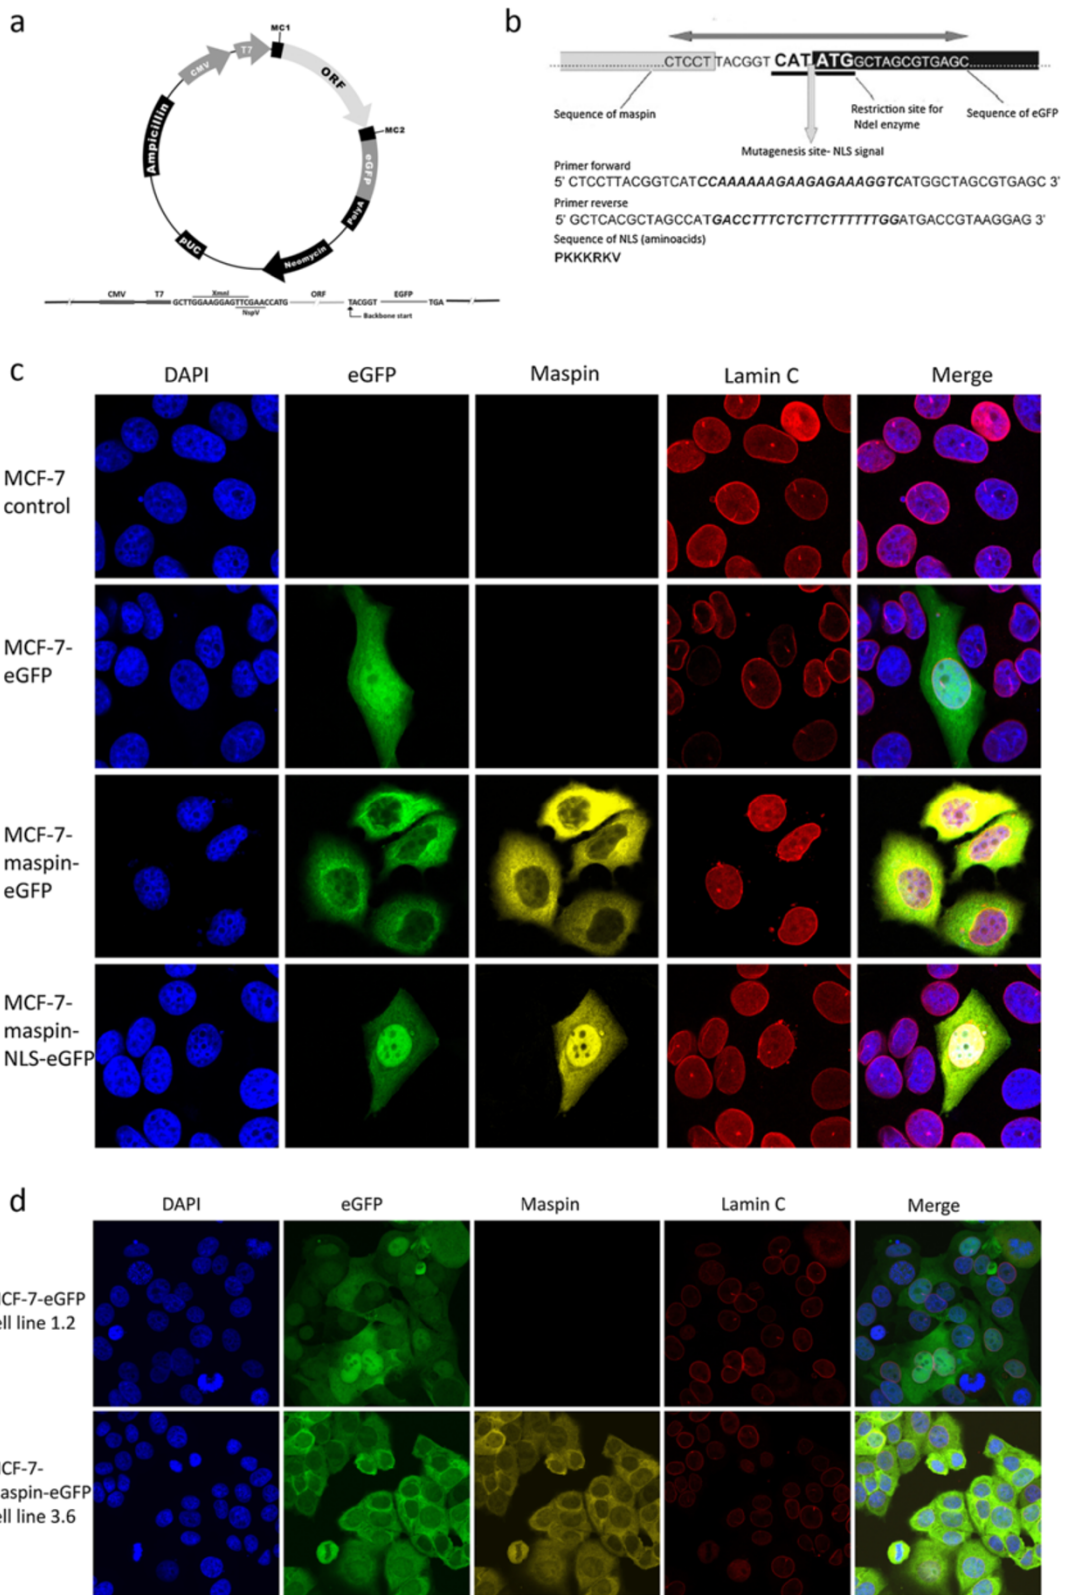 a
MC1
T7
CMV
ORF
MC2
Ampicillin
eGFP
PolyA
pUC
Neomycin
CMV T7 XmnI ORF EGFP
GCTTGGAAGGAGTTCGAACCATG TACGGT TGA
NspV
Backbone start
b
CTCCT TACGGT CAT ATG GCTAGCGTGAGC
Sequence of maspin
Restriction site for
NdeI enzyme
Sequence of eGFP
Mutagenesis site- NLS signal
Primer forward
5' CTCCTTACGGTCATCCAAAAAAGAAGAGAAAGGTCATGGCTAGCGTGAGC 3'
Primer reverse
5' GCTCACGCTAGCCATGACCTTTCTCTTCTTTTTTGGATGACCGTAAGGAG 3'
Sequence of NLS (aminoacids)
PKKKRKV
c
DAPI eGFP Maspin Lamin C Merge
MCF-7
control
MCF-7-
eGFP
MCF-7-
maspin-
eGFP
MCF-7-
maspin-
NLS-eGFP
d
DAPI eGFP Maspin Lamin C Merge
MCF-7-eGFP
ell line 1.2
MCF-7-
aspin-eGFP
ell line 3.6